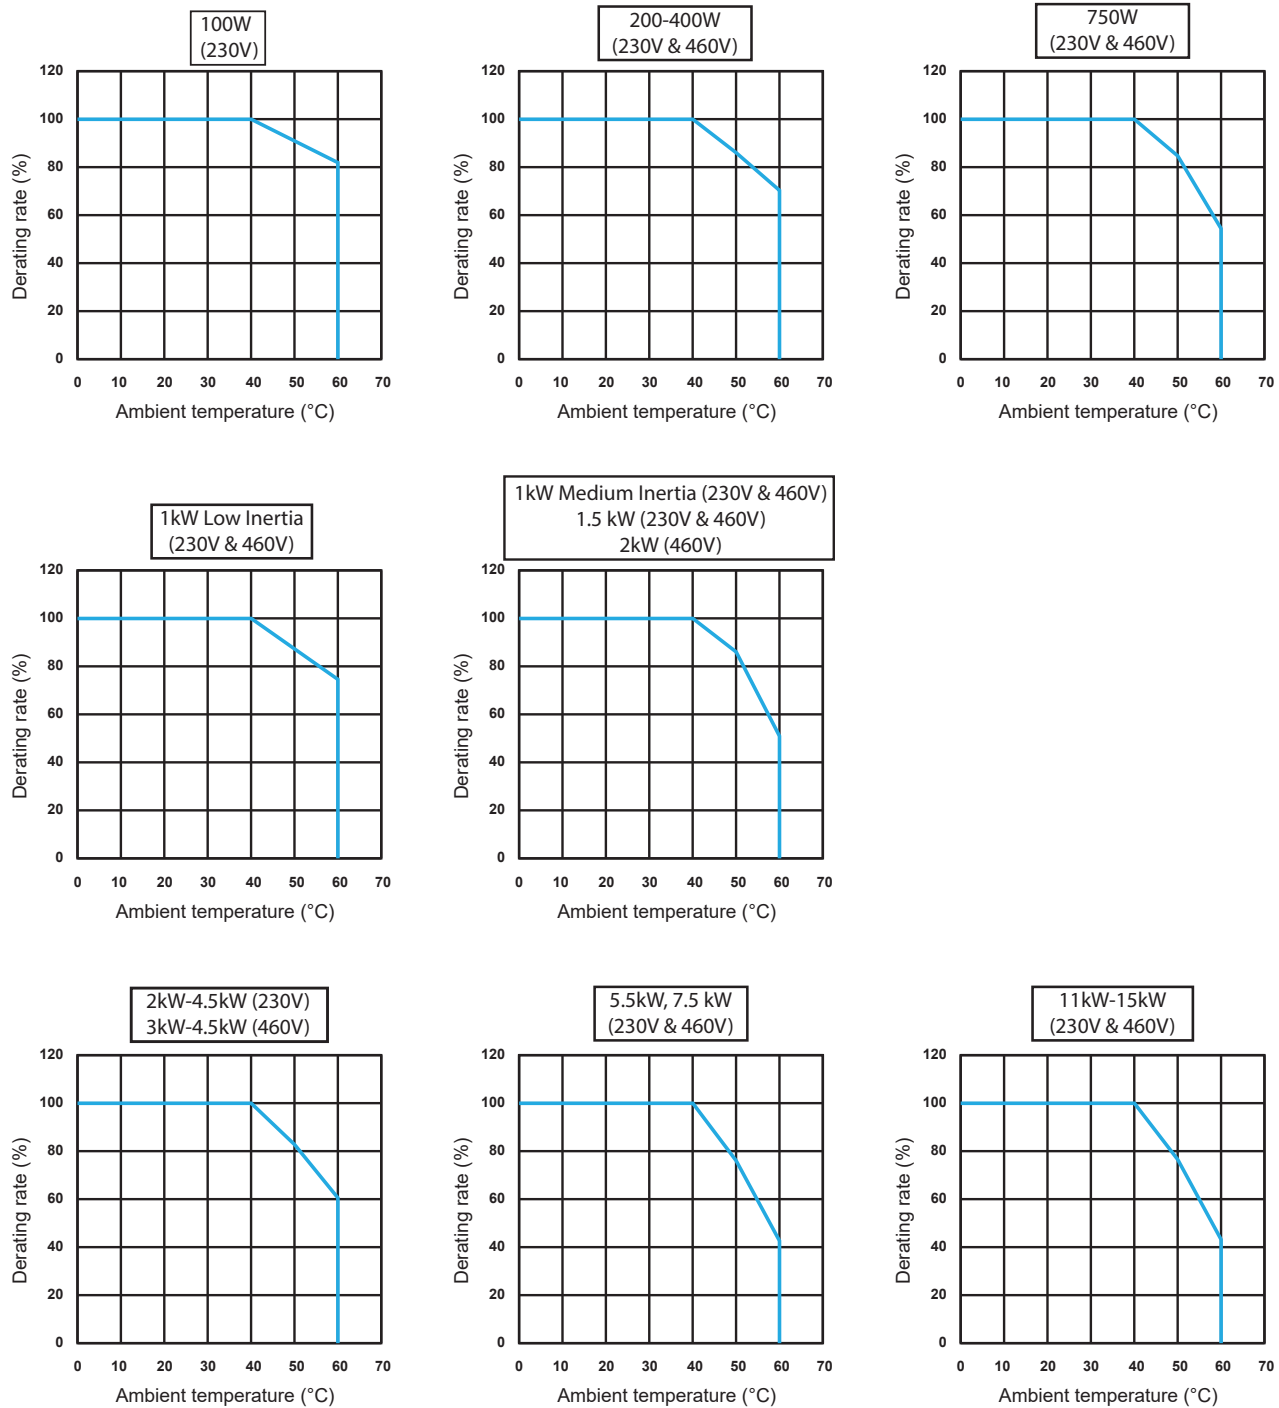 100W
(230V)
120
100
80
60
40
20
0
Derating rate (%)
0 10 20 30 40 50 60 70
Ambient temperature (°C)
200-400W
(230V & 460V)
120
100
80
60
40
20
0
Derating rate (%)
0 10 20 30 40 50 60 70
Ambient temperature (°C)
750W
(230V & 460V)
120
100
80
60
40
20
0
Derating rate (%)
0 10 20 30 40 50 60 70
Ambient temperature (°C)
1kW Low Inertia
(230V & 460V)
120
100
80
60
40
20
0
Derating rate (%)
0 10 20 30 40 50 60 70
Ambient temperature (°C)
1kW Medium Inertia (230V & 460V)
1.5 kW (230V & 460V)
2kW (460V)
120
100
80
60
40
20
0
Derating rate (%)
0 10 20 30 40 50 60 70
Ambient temperature (°C)
2kW-4.5kW (230V)
3kW-4.5kW (460V)
120
100
80
60
40
20
0
Derating rate (%)
0 10 20 30 40 50 60 70
Ambient temperature (°C)
5.5kW, 7.5 kW
(230V & 460V)
120
100
80
60
40
20
0
Derating rate (%)
0 10 20 30 40 50 60 70
Ambient temperature (°C)
11kW-15kW
(230V & 460V)
120
100
80
60
40
20
0
Derating rate (%)
0 10 20 30 40 50 60 70
Ambient temperature (°C)